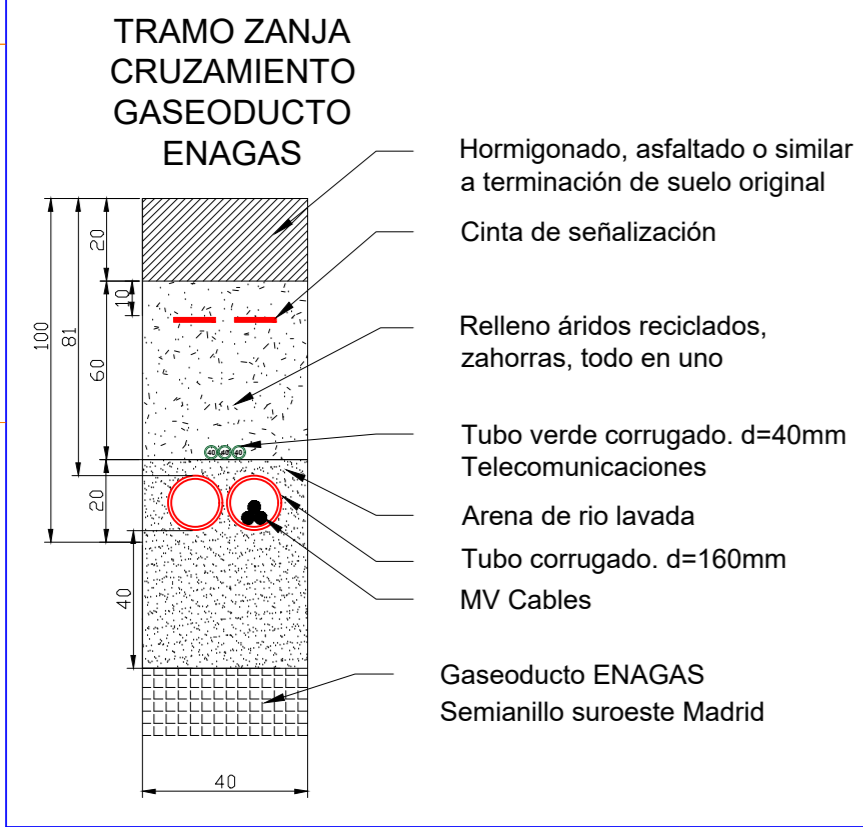 TRAMO ZANJA
CRUZAMIENTO
GASEODUCTO
ENAGAS
Hormigonado, asfaltado o similar
a terminación de suelo original
Cinta de señalización
Relleno áridos reciclados,
zahorras, todo en uno
Tubo verde corrugado. d=40mm
Telecomunicaciones
Arena de rio lavada
Tubo corrugado. d=160mm
MV Cables
Gaseoducto ENAGAS
Semianillo suroeste Madrid
100
81
20
10
60
20
40
40 40 40
40